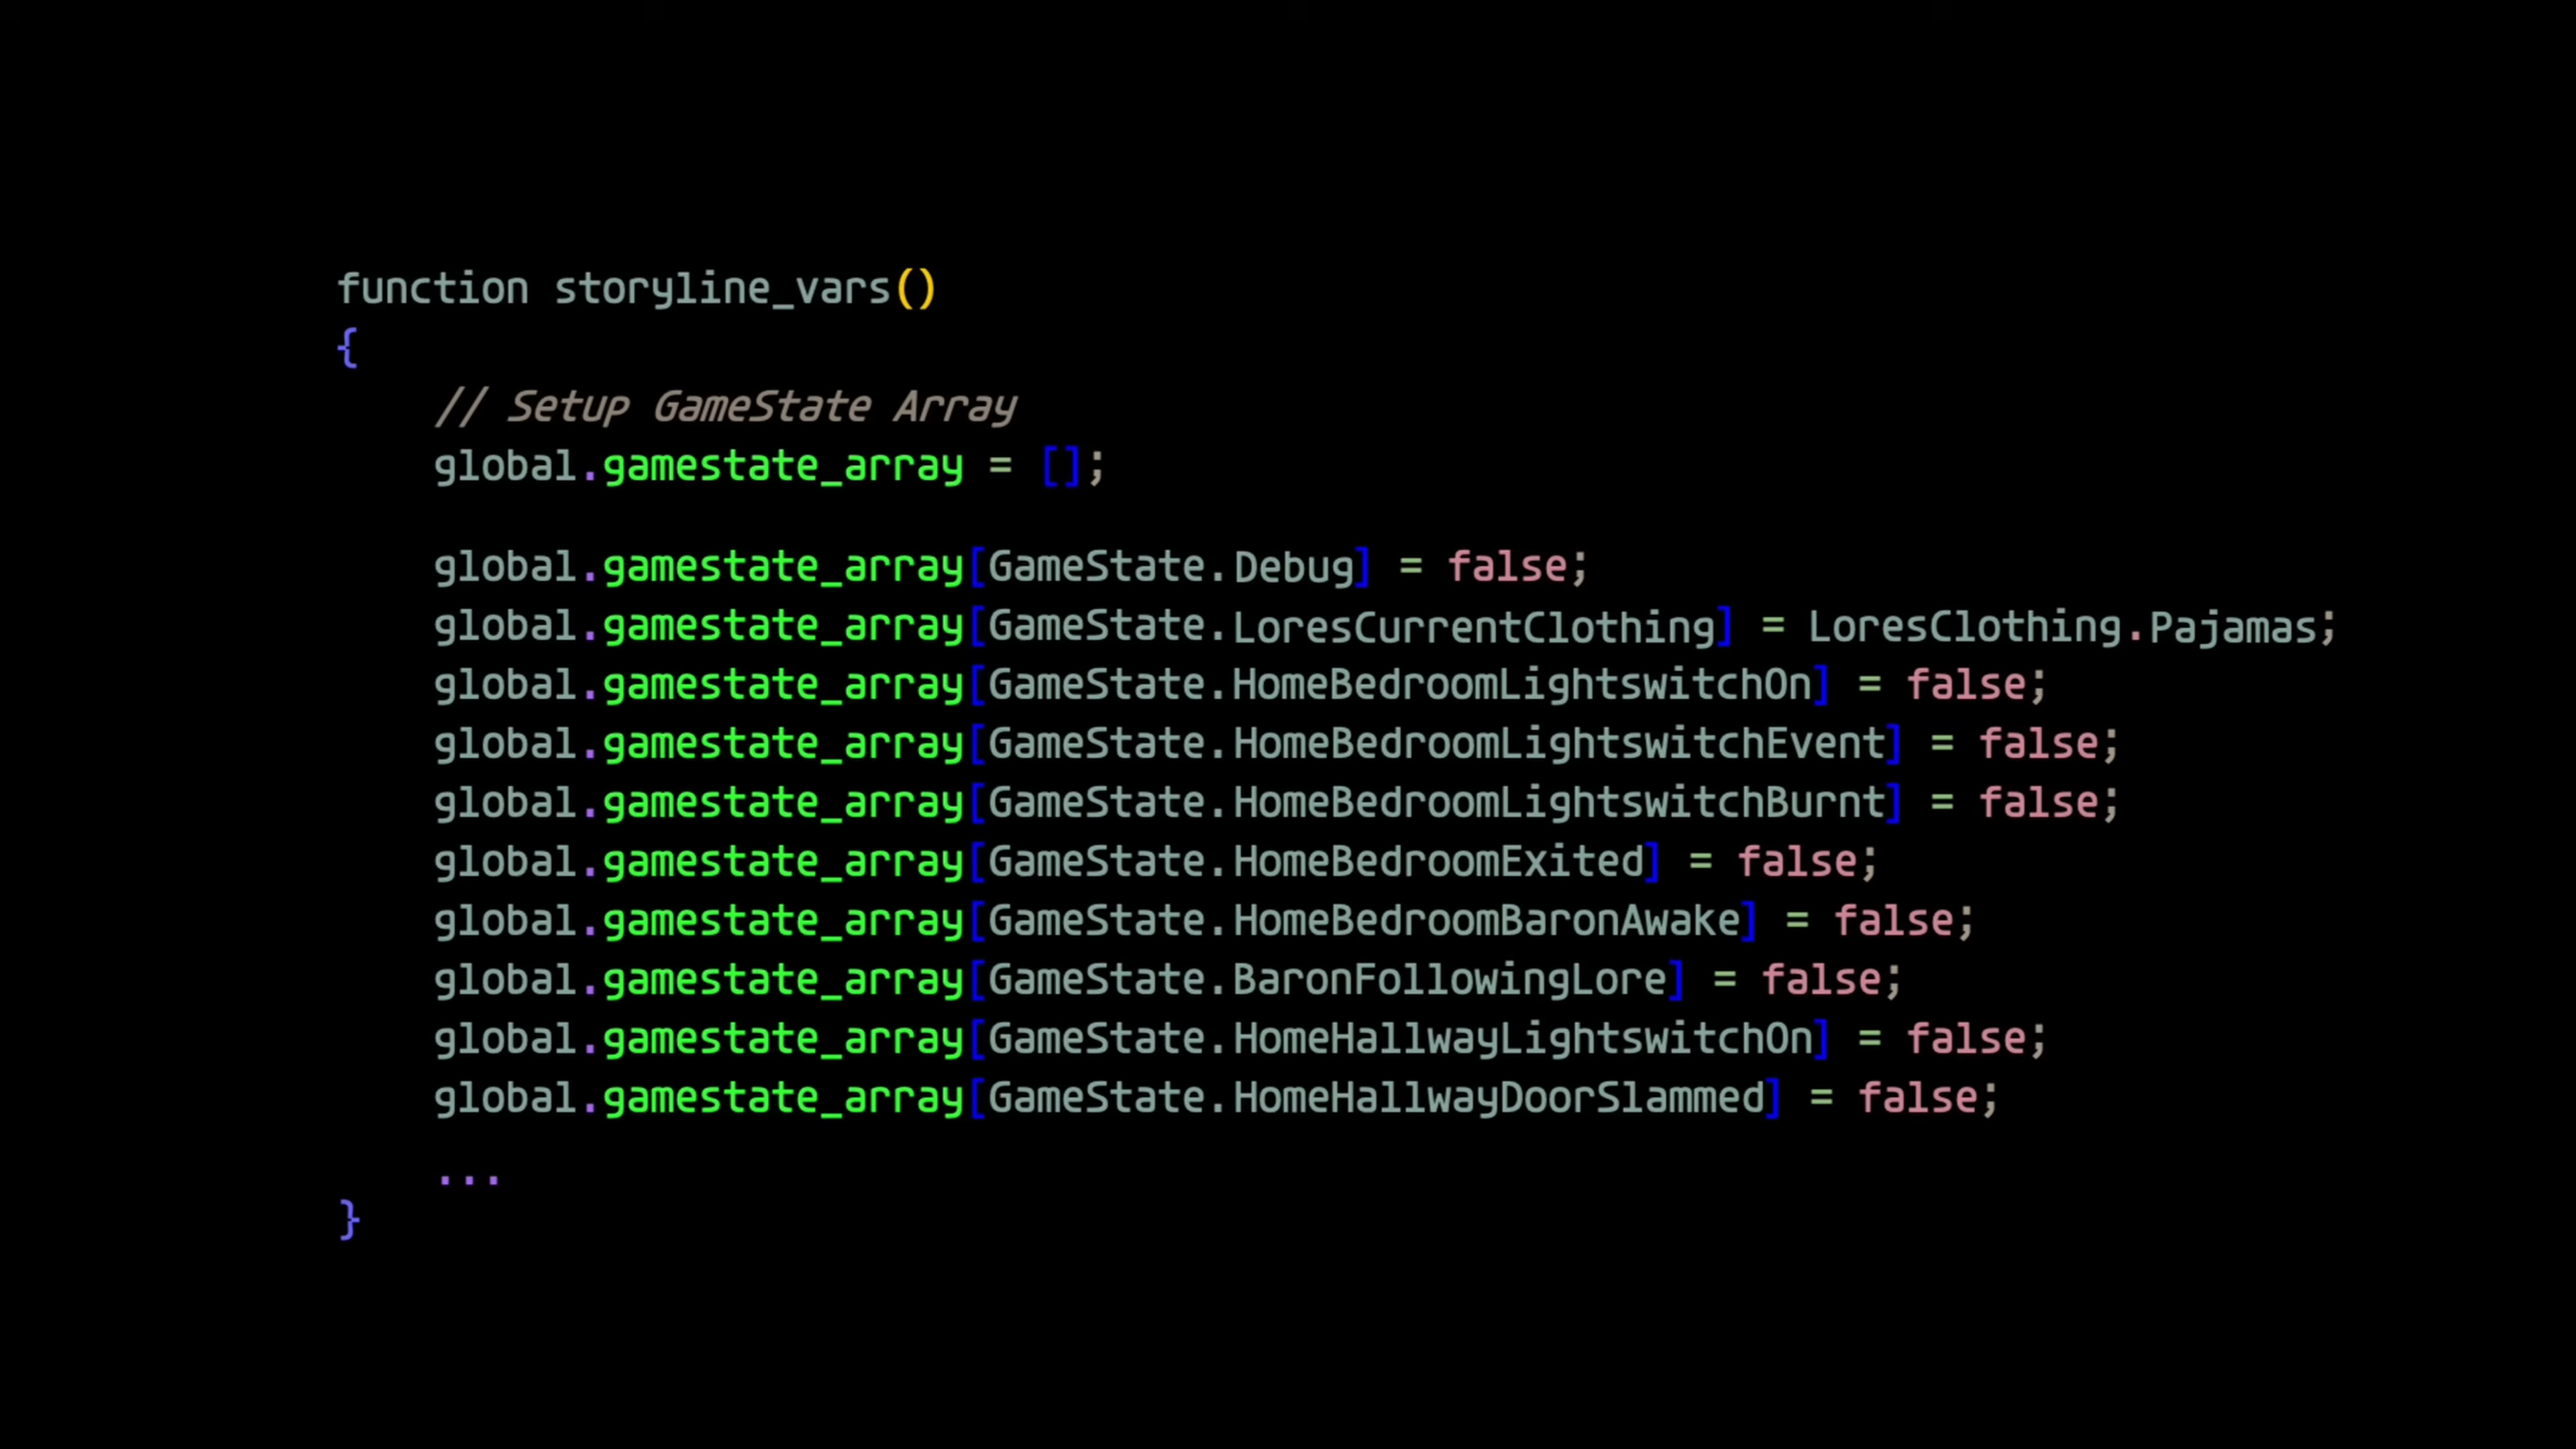 function storyline_vars()
{
// Setup GameState Array
global.gamestate_array = [];
global.gamestate_array[GameState.Debug] = false;
global.gamestate_array[GameState.LoresCurrentClothing] = LoresClothing.Pajamas;
global.gamestate_array[GameState.HomeBedroomLightswitchOn] = false;
global.gamestate_array[GameState.HomeBedroomLightswitchEvent] = false;
global.gamestate_array[GameState.HomeBedroomLightswitchBurnt] = false;
global.gamestate_array[GameState.HomeBedroomExited] = false;
global.gamestate_array[GameState.HomeBedroomBaronAwake] = false;
global.gamestate_array[GameState.BaronFollowingLore] = false;
global.gamestate_array[GameState.HomeHallwayLightswitchOn] = false;
global.gamestate_array[GameState.HomeHallwayDoorSlammed] = false;
...
}